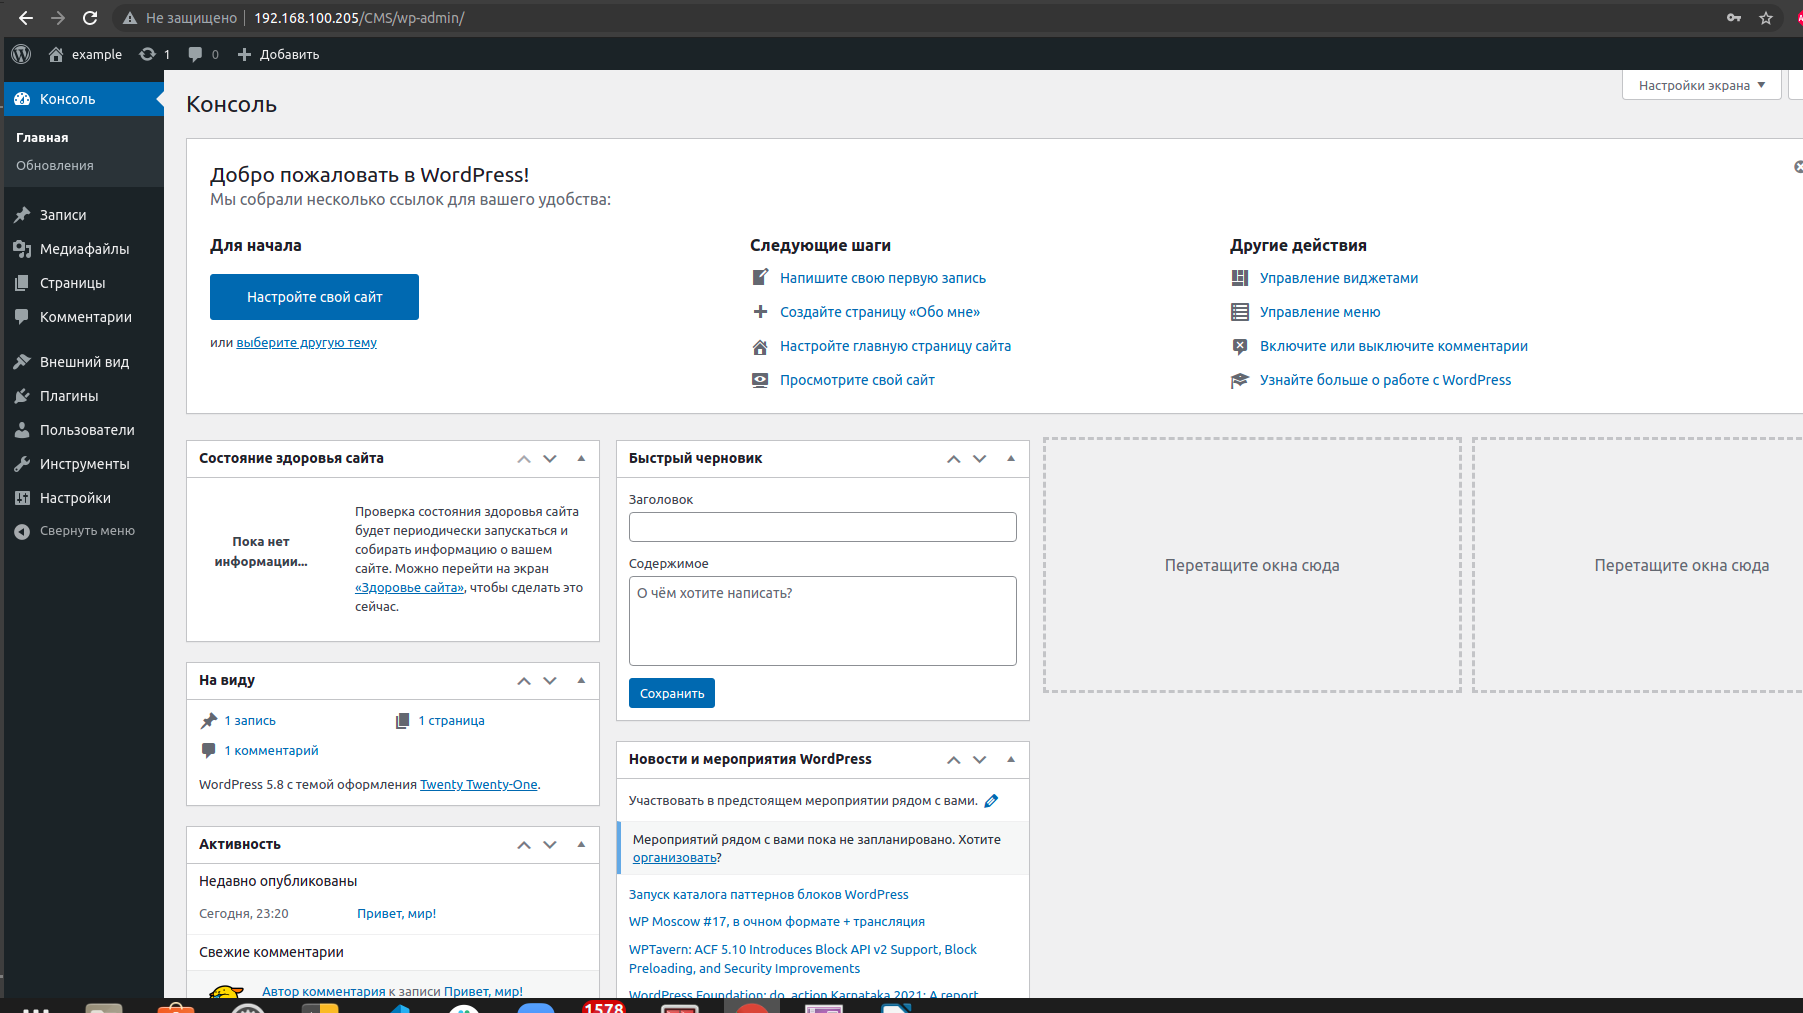 Не защищено 192.168.100.205/CMS/wp-admin/
example 1 0 Добавить
Консоль
Главная
Обновления
Записи
Медиафайлы
Страницы
Комментарии
Внешний вид
Плагины
Пользователи
Инструменты
Настройки
Свернуть меню
Настройки экрана
Консоль
Добро пожаловать в WordPress!
Мы собрали несколько ссылок для вашего удобства:
Для начала
Настройте свой сайт
или выберите другую тему
Следующие шаги
Напишите свою первую запись
Создайте страницу «Обо мне»
Настройте главную страницу сайта
Просмотрите свой сайт
Другие действия
Управление виджетами
Управление меню
Включите или выключите комментарии
Узнайте больше о работе с WordPress
Состояние здоровья сайта
Пока нет
информации...
Проверка состояния здоровья сайта
будет периодически запускаться и
собирать информацию о вашем
сайте. Можно перейти на экран
«Здоровье сайта», чтобы сделать это
сейчас.
На виду
1 запись
1 страница
1 комментарий
WordPress 5.8 с темой оформления Twenty Twenty-One.
Активность
Недавно опубликованы
Сегодня, 23:20 Привет, мир!
Свежие комментарии
Автор комментария к записи Привет, мир!
Быстрый черновик
Заголовок
Содержимое
О чём хотите написать?
Сохранить
Новости и мероприятия WordPress
Участвовать в предстоящем мероприятии рядом с вами.
Мероприятий рядом с вами пока не запланировано. Хотите
организовать?
Запуск каталога паттернов блоков WordPress
WP Moscow #17, в очном формате + трансляция
WPTavern: ACF 5.10 Introduces Block API v2 Support, Block
Preloading, and Security Improvements
WordPress Foundation: do_action Karnataka 2021: A report
Перетащите окна сюда
Перетащите окна сюда
1578